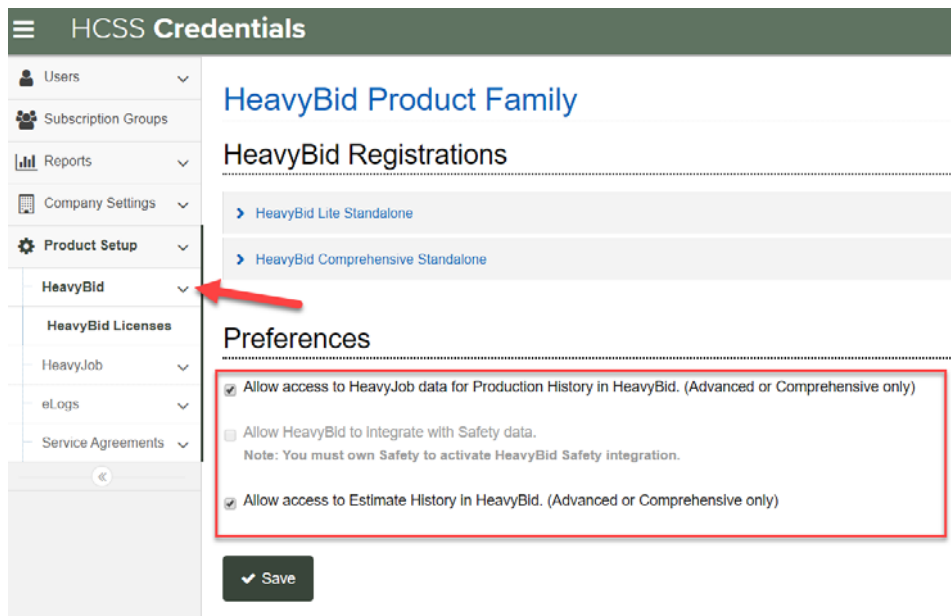 HCSS Credentials
Users
Subscription Groups
Reports
Company Settings
Product Setup
HeavyBid
HeavyBid Licenses
HeavyJob
eLogs
Service Agreements
HeavyBid Product Family
HeavyBid Registrations
HeavyBid Lite Standalone
HeavyBid Comprehensive Standalone
Preferences
Allow access to HeavyJob data for Production History in HeavyBid. (Advanced or Comprehensive only)
Allow HeavyBid to integrate with Safety data.
Note: You must own Safety to activate HeavyBid Safety integration.
Allow access to Estimate History in HeavyBid. (Advanced or Comprehensive only)
Save